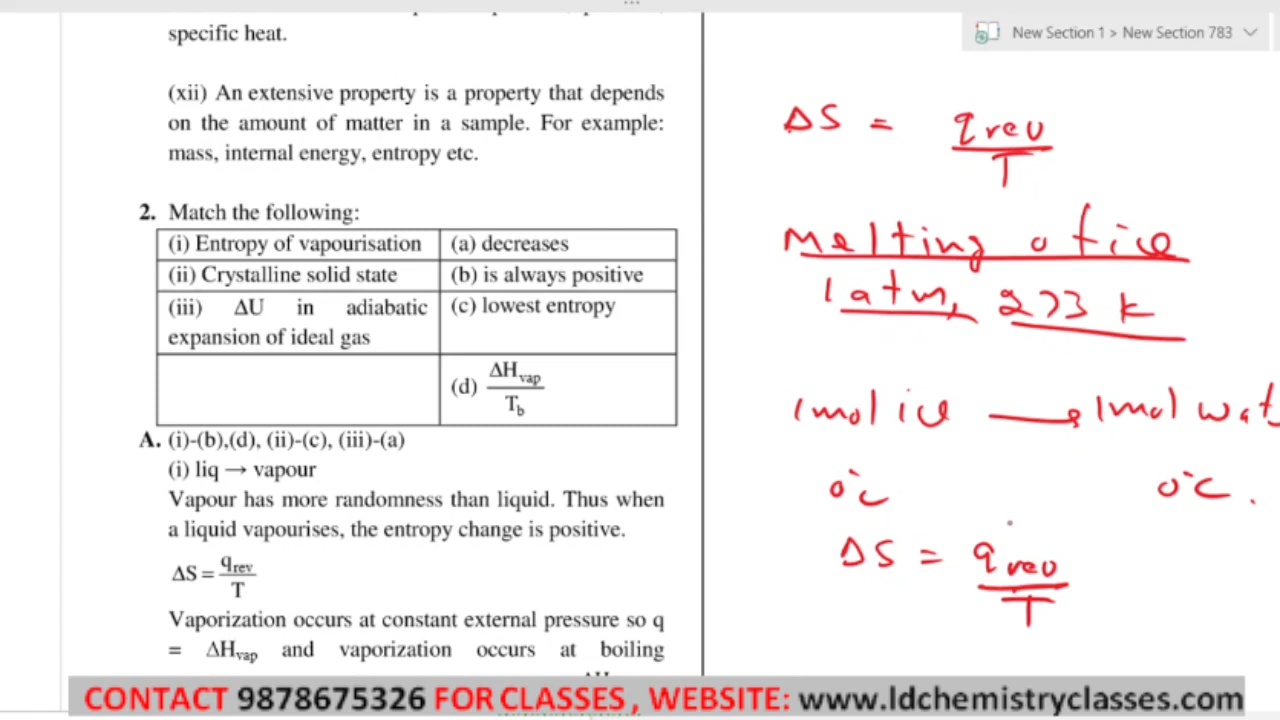 specific heat.
New Section 1 > New Section 783
(xii) An extensive property is a property that depends
on the amount of matter in a sample. For example:
mass, internal energy, entropy etc.
2. Match the following:
(i) Entropy of vapourisation (a) decreases
(ii) Crystalline solid state (b) is always positive
(iii) ΔU in adiabatic (c) lowest entropy
expansion of ideal gas
(d) ΔHvap
Tb
A. (i)-(b),(d), (ii)-(c), (iii)-(a)
(i) liq → vapour
Vapour has more randomness than liquid. Thus when
a liquid vapourises, the entropy change is positive.
ΔS = qrev
T
Vaporization occurs at constant external pressure so q
= ΔHvap and vaporization occurs at boiling
ΔS = qrev
T
Melting of ice
1 atm, 273 K
1 mol ice → 1 mol wat
0°C 0°C.
ΔS = qrev
T
CONTACT 9878675326 FOR CLASSES , WEBSITE: www.ldchemistryclasses.com